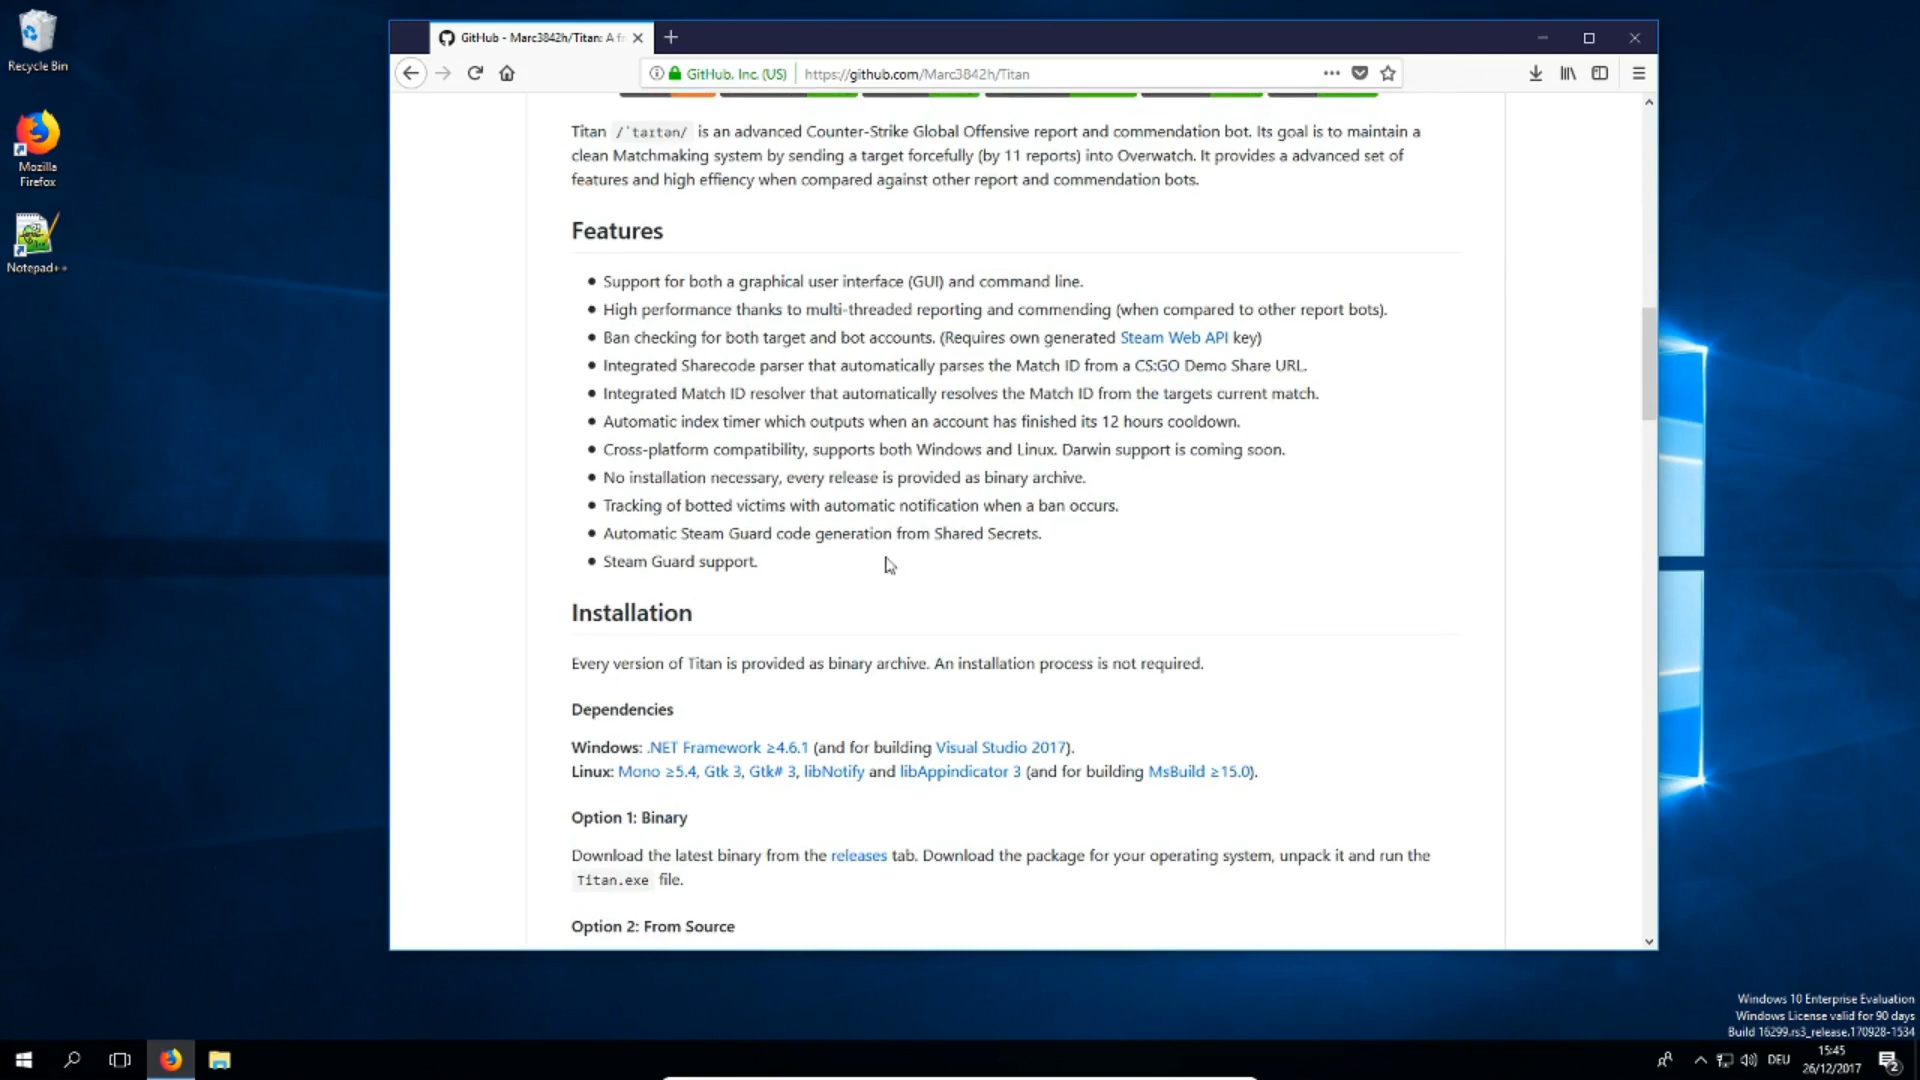 Recycle Bin
Mozilla
Firefox
Notepad++
GitHub - Marc3842h/Titan: A fr
GitHub, Inc. (US)
https://github.com/Marc3842h/Titan
Titan /ˈtaɪtən/ is an advanced Counter-Strike Global Offensive report and commendation bot. Its goal is to maintain a
clean Matchmaking system by sending a target forcefully (by 11 reports) into Overwatch. It provides a advanced set of
features and high effiency when compared against other report and commendation bots.
Features
• Support for both a graphical user interface (GUI) and command line.
• High performance thanks to multi-threaded reporting and commending (when compared to other report bots).
• Ban checking for both target and bot accounts. (Requires own generated Steam Web API key)
• Integrated Sharecode parser that automatically parses the Match ID from a CS:GO Demo Share URL.
• Integrated Match ID resolver that automatically resolves the Match ID from the targets current match.
• Automatic index timer which outputs when an account has finished its 12 hours cooldown.
• Cross-platform compatibility, supports both Windows and Linux. Darwin support is coming soon.
• No installation necessary, every release is provided as binary archive.
• Tracking of botted victims with automatic notification when a ban occurs.
• Automatic Steam Guard code generation from Shared Secrets.
• Steam Guard support.
Installation
Every version of Titan is provided as binary archive. An installation process is not required.
Dependencies
Windows: .NET Framework ≥4.6.1 (and for building Visual Studio 2017).
Linux: Mono ≥5.4, Gtk 3, Gtk# 3, libNotify and libAppindicator 3 (and for building MsBuild ≥15.0).
Option 1: Binary
Download the latest binary from the releases tab. Download the package for your operating system, unpack it and run the
Titan.exe file.
Option 2: From Source
Windows 10 Enterprise Evaluation
Windows License valid for 90 days
Build 16299.rs3_release.170928-1534
DEU
15:45
26/12/2017
2